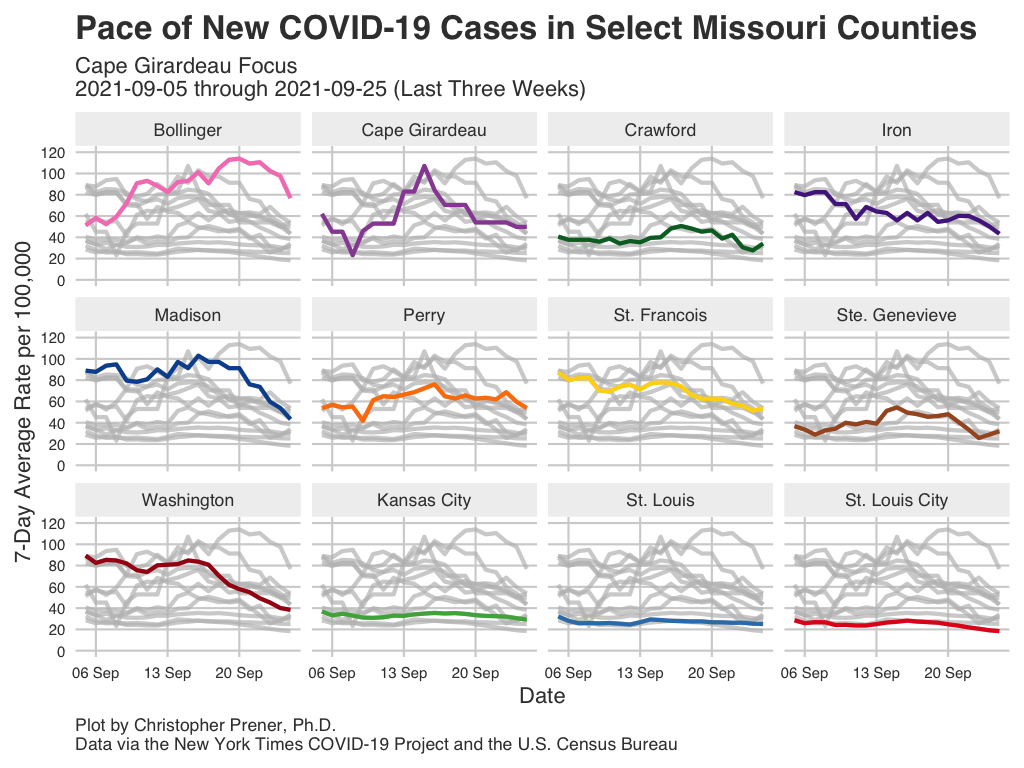 Pace of New COVID-19 Cases in Select Missouri Counties
Cape Girardeau Focus
2021-09-05 through 2021-09-25 (Last Three Weeks)
7-Day Average Rate per 100,000
Bollinger Cape Girardeau Crawford Iron
120
100
80
60
40
20
0
Madison Perry St. Francois Ste. Genevieve
120
100
80
60
40
20
0
Washington Kansas City St. Louis St. Louis City
120
100
80
60
40
20
0
06 Sep 13 Sep 20 Sep 06 Sep 13 Sep 20 Sep 06 Sep 13 Sep 20 Sep 06 Sep 13 Sep 20 Sep
Date
Plot by Christopher Prener, Ph.D.
Data via the New York Times COVID-19 Project and the U.S. Census Bureau